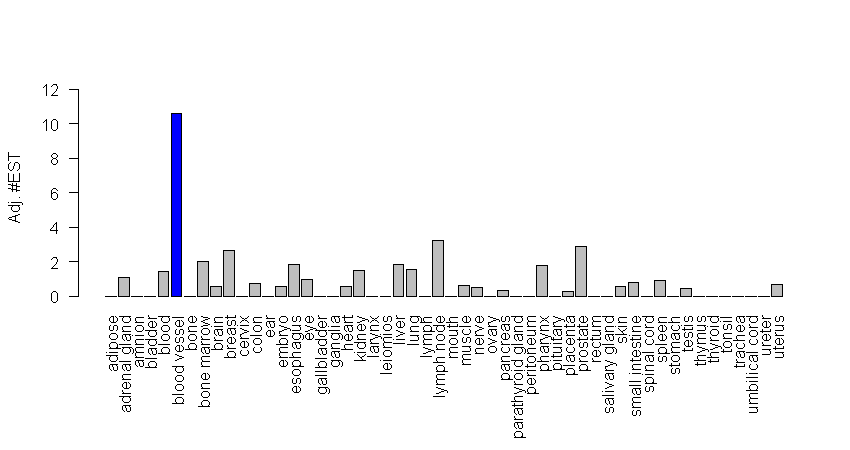 12
10
8
6
4
2
0
Adj. #EST
adipose
adrenal gland
amnion
bladder
blood
blood vessel
bone
bone marrow
brain
breast
cervix
colon
ear
embryo
esophagus
eye
gallbladder
ganglia
heart
kidney
larynx
leiomios
liver
lung
lymph
lymph node
mouth
muscle
nerve
ovary
pancreas
parathyroid gland
peritoneum
pharynx
pituitary
placenta
prostate
rectum
salivary gland
skin
small intestine
spinal cord
spleen
stomach
testis
thymus
thyroid
tonsil
trachea
umbilical cord
ureter
uterus